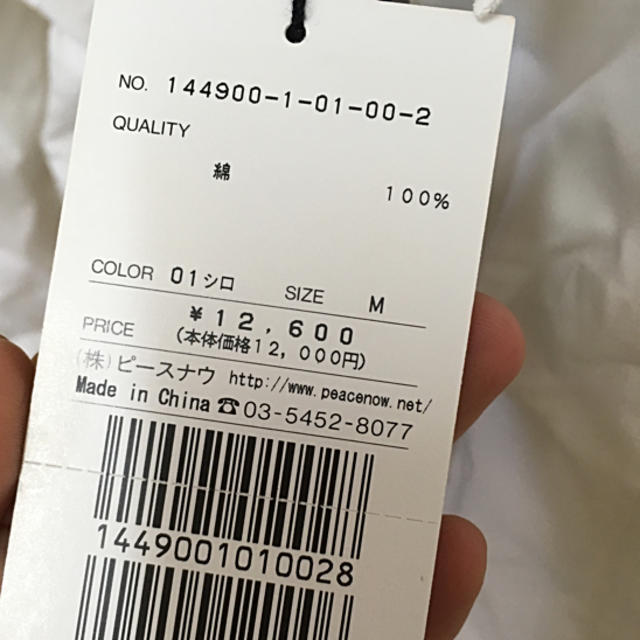 NO. 144900-1-01-00-2
QUALITY
綿 100%
COLOR 01シロ SIZE M
PRICE ¥12,600
(本体価格12,000円)
(株)ピースナウ http://www.peacenow.net/
Made in China ☎03-5452-8077
1449001010028